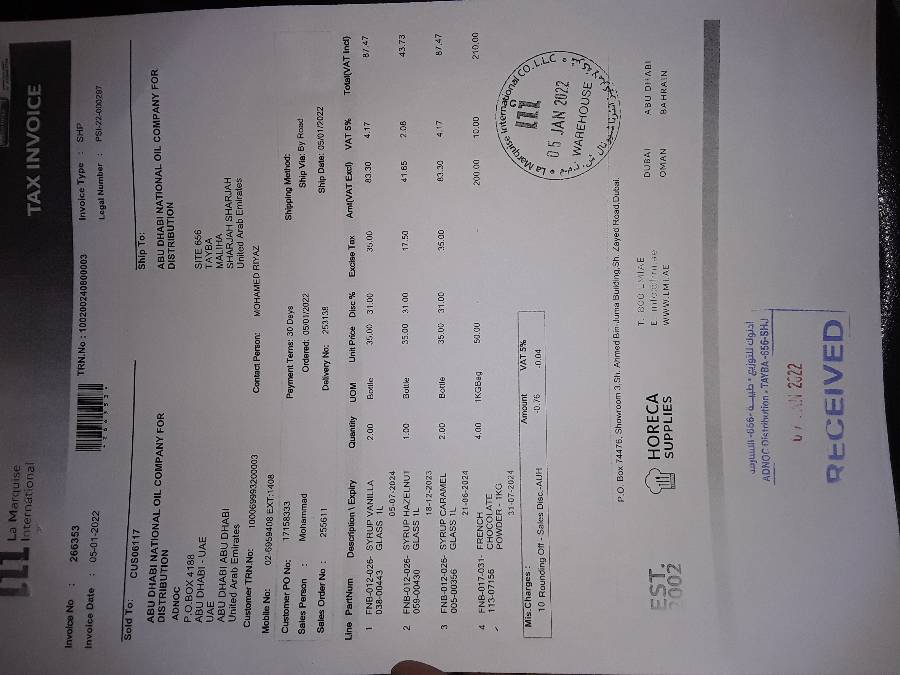 La Marquise
International
TAX INVOICE
Invoice No : 266353
TRN.No : 100200240800003
Invoice Type : SHP
Invoice Date : 05-01-2022
Legal Number : PSI-22-000297
Sold To: CUS06117
ABU DHABI NATIONAL OIL COMPANY FOR
DISTRIBUTION
ADNOC
P.O.BOX 4188
ABU DHABI - UAE
UAE
ABU DHABI ABU DHABI
United Arab Emirates
Customer TRN.No: 100069993200003
Mobile No: 02-6959408 EXT:1408
Ship To:
ABU DHABI NATIONAL OIL COMPANY FOR
DISTRIBUTION
SITE 656
TAYBA
MALIHA
SHARJAH SHARJAH
United Arab Emirates
Contact Person: MOHAMED RIYAZ
Customer PO No: 17158333
Payment Terms: 30 Days
Shipping Method:
Sales Person : Mohammad
Ordered: 05/01/2022
Ship Via: By Road
Sales Order No : 255611
Delivery No: 253138
Ship Date: 05/01/2022
Line PartNum Description \ Expiry Quantity UOM Unit Price Disc % Excise Tax Amt(VAT Excl) VAT 5% Total(VAT Incl)
1 FNB-012-026- SYRUP VANILLA 2.00 Bottle 35.00 31.00 35.00 83.30 4.17 87.47
038-00443 GLASS 1L
05-07-2024
2 FNB-012-026- SYRUP HAZELNUT 1.00 Bottle 35.00 31.00 17.50 41.65 2.08 43.73
059-00430 GLASS 1L
18-12-2023
3 FNB-012-026- SYRUP CARAMEL 2.00 Bottle 35.00 31.00 35.00 83.30 4.17 87.47
005-00356 GLASS 1L
21-06-2024
4 FNB-017-031- FRENCH 4.00 1KGBag 50.00 - 200.00 10.00 210.00
113-07156 CHOCOLATE
POWDER - 1KG
31-07-2024
Mis.Charges : Amount VAT 5%
10 Rounding Off - Sales Disc.-AUH -0.76 -0.04
La Marquise International CO. L.L.C
05 JAN 2022
WAREHOUSE
P.O. Box 74476, Showroom 3,Sh. Ahmed Bin Juma Building,Sh. Zayed Road,Dubai.
EST.
2002
HORECA
SUPPLIES
T. 800 LMIAE
WWW.LMI.AE
DUBAI ABU DHABI
OMAN BAHRAIN
ADNOC Distribution - TAYBA -656-SHJ
JAN 2022
RECEIVED